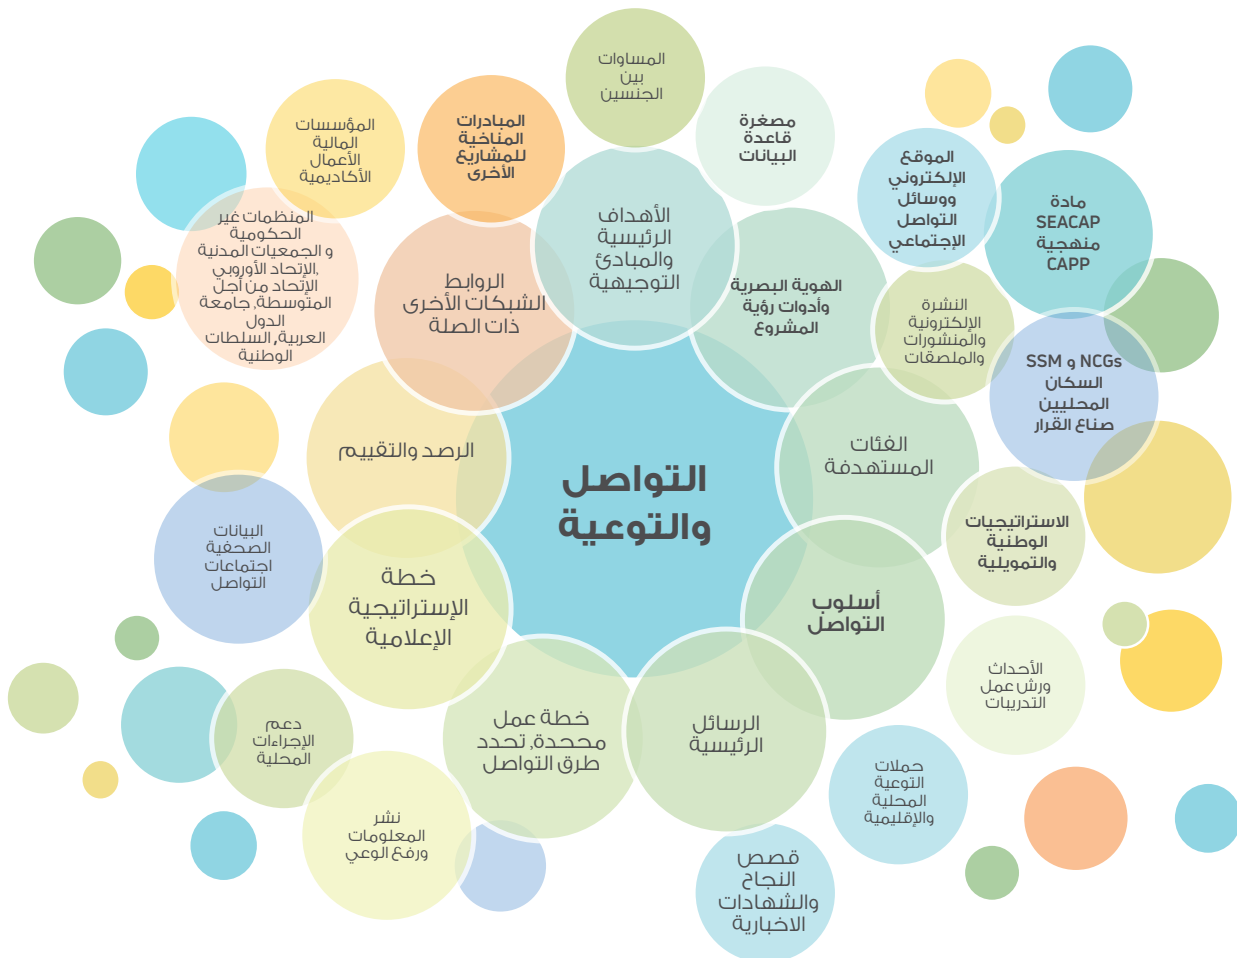 المساوات
بين
الجنسين
مصغرة
قاعدة
البيانات
المبادرات
المناخية
للمشاريع
الأخرى
المؤسسات
المالية
الأعمال
الأكاديمية
الموقع
الإلكتروني
ووسائل
التواصل
الإجتماعي
مادة
SEACAP
منهجية
CAPP
المنظمات غير
الحكومية
و الجمعيات المدنية
,الإتحاد الأوروبي
الإتحاد من أجل
المتوسطة, جامعة
الدول
العربية, السلطات
الوطنية
الأهداف
الرئيسية
والمبادئ
التوجيهية
الهوية البصرية
وأدوات رؤية
المشروع
الروابط
الشبكات الأخرى
ذات الصلة
النشرة
الإلكترونية
والمنشورات
والملصقات
NCGs و SSM
السكان
المحليين
صناع القرار
الفئات
المستهدفة
الرصد والتقييم
التواصل
والتوعية
الاستراتيجيات
الوطنية
والتمويلية
البيانات
الصحفية
اجتماعات
التواصل
خطة
الإستراتيجية
الإعلامية
أسلوب
التواصل
الأحداث
ورش عمل
التدريبات
الرسائل
الرئيسية
خطة عمل
محددة, تحدد
طرق التواصل
دعم
الإجراءات
المحلية
حملات
التوعية
المحلية
والإقليمية
نشر
المعلومات
ورفع الوعي
قصص
النجاح
والشهادات
الاخبارية